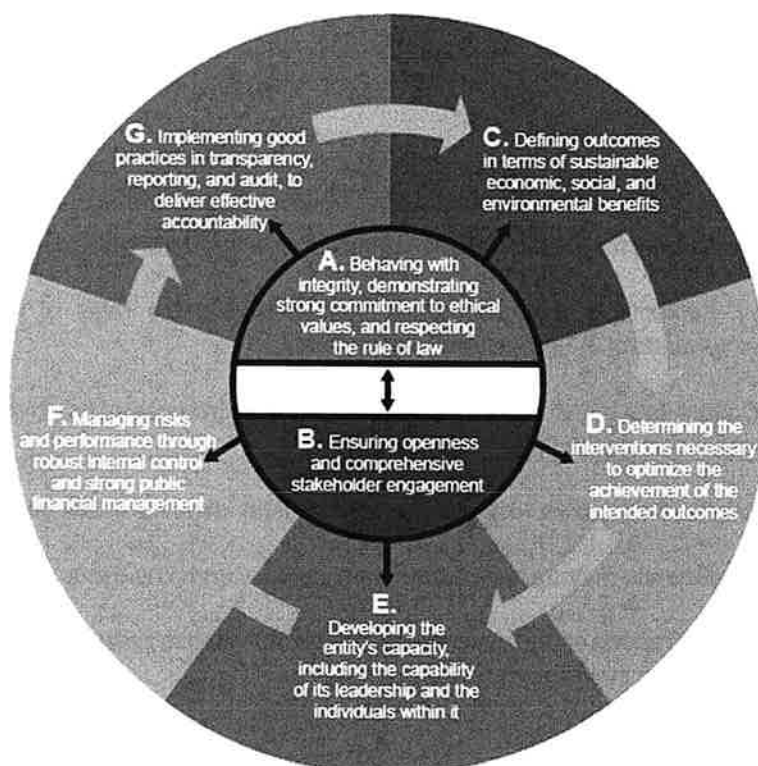 A. Behaving with
integrity, demonstrating
strong commitment to ethical
values, and respecting
the rule of law
B. Ensuring openness
and comprehensive
stakeholder engagement
C. Defining outcomes
in terms of sustainable
economic, social, and
environmental benefits
D. Determining the
interventions necessary
to optimize the
achievement of the
intended outcomes
E.
Developing the
entity's capacity,
including the capability
of its leadership and the
individuals within it
F. Managing risks
and performance through
robust internal control
and strong public
financial management
G. Implementing good
practices in transparency,
reporting, and audit, to
deliver effective
accountability